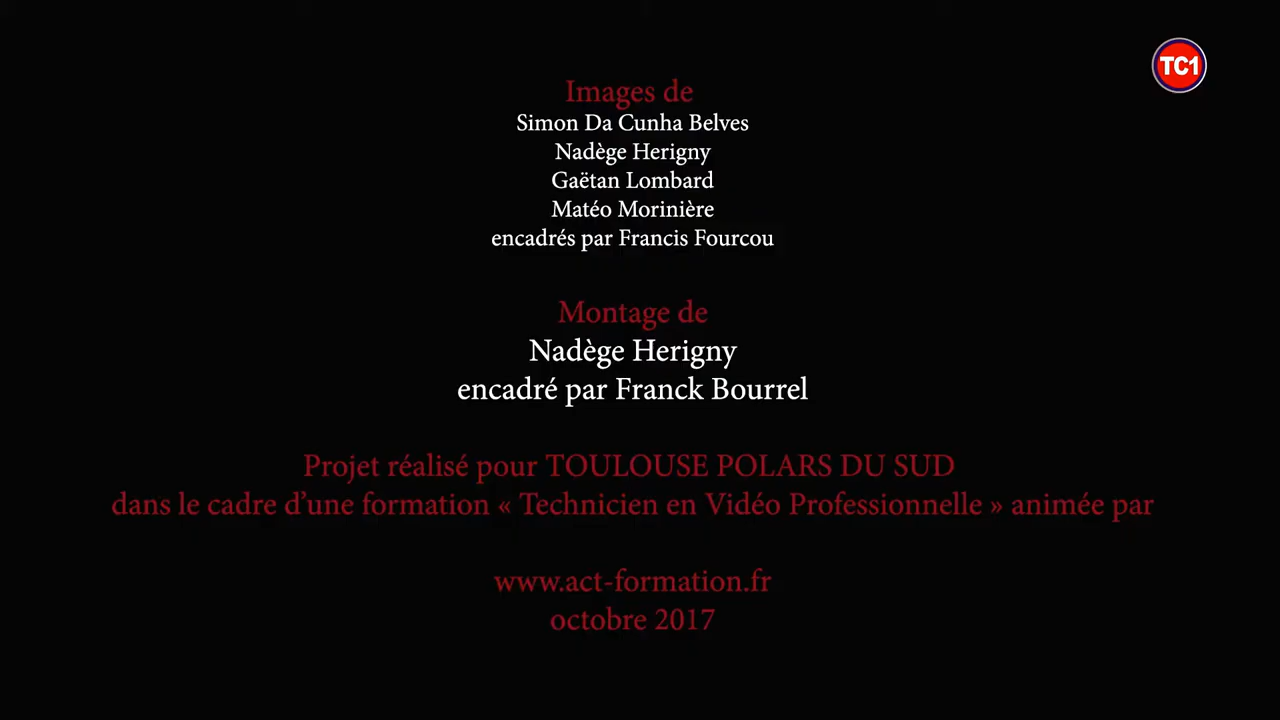 TC1
Images de
Simon Da Cunha Belves
Nadège Herigny
Gaëtan Lombard
Matéo Morinière
encadrés par Francis Fourcou
Montage de
Nadège Herigny
encadré par Franck Bourrel
Projet réalisé pour TOULOUSE POLARS DU SUD
dans le cadre d’une formation « Technicien en Vidéo Professionnelle » animée par
www.act-formation.fr
octobre 2017